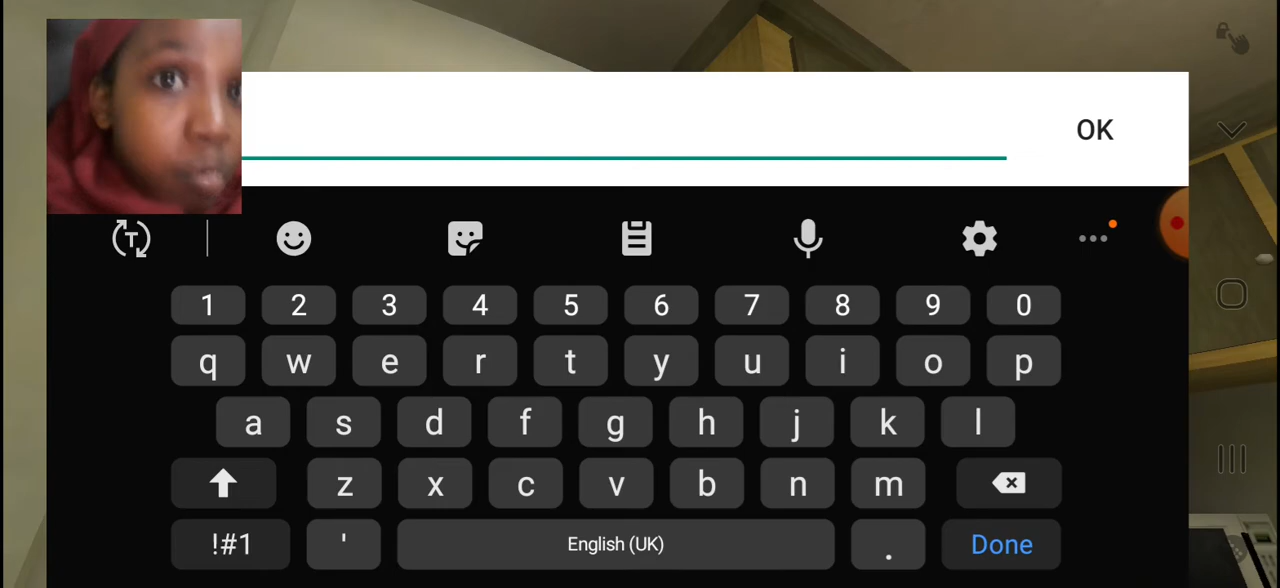 OK
1 2 3 4 5 6 7 8 9 0
q w e r t y u i o p
a s d f g h j k l
z x c v b n m
!#1 ' English (UK) . Done